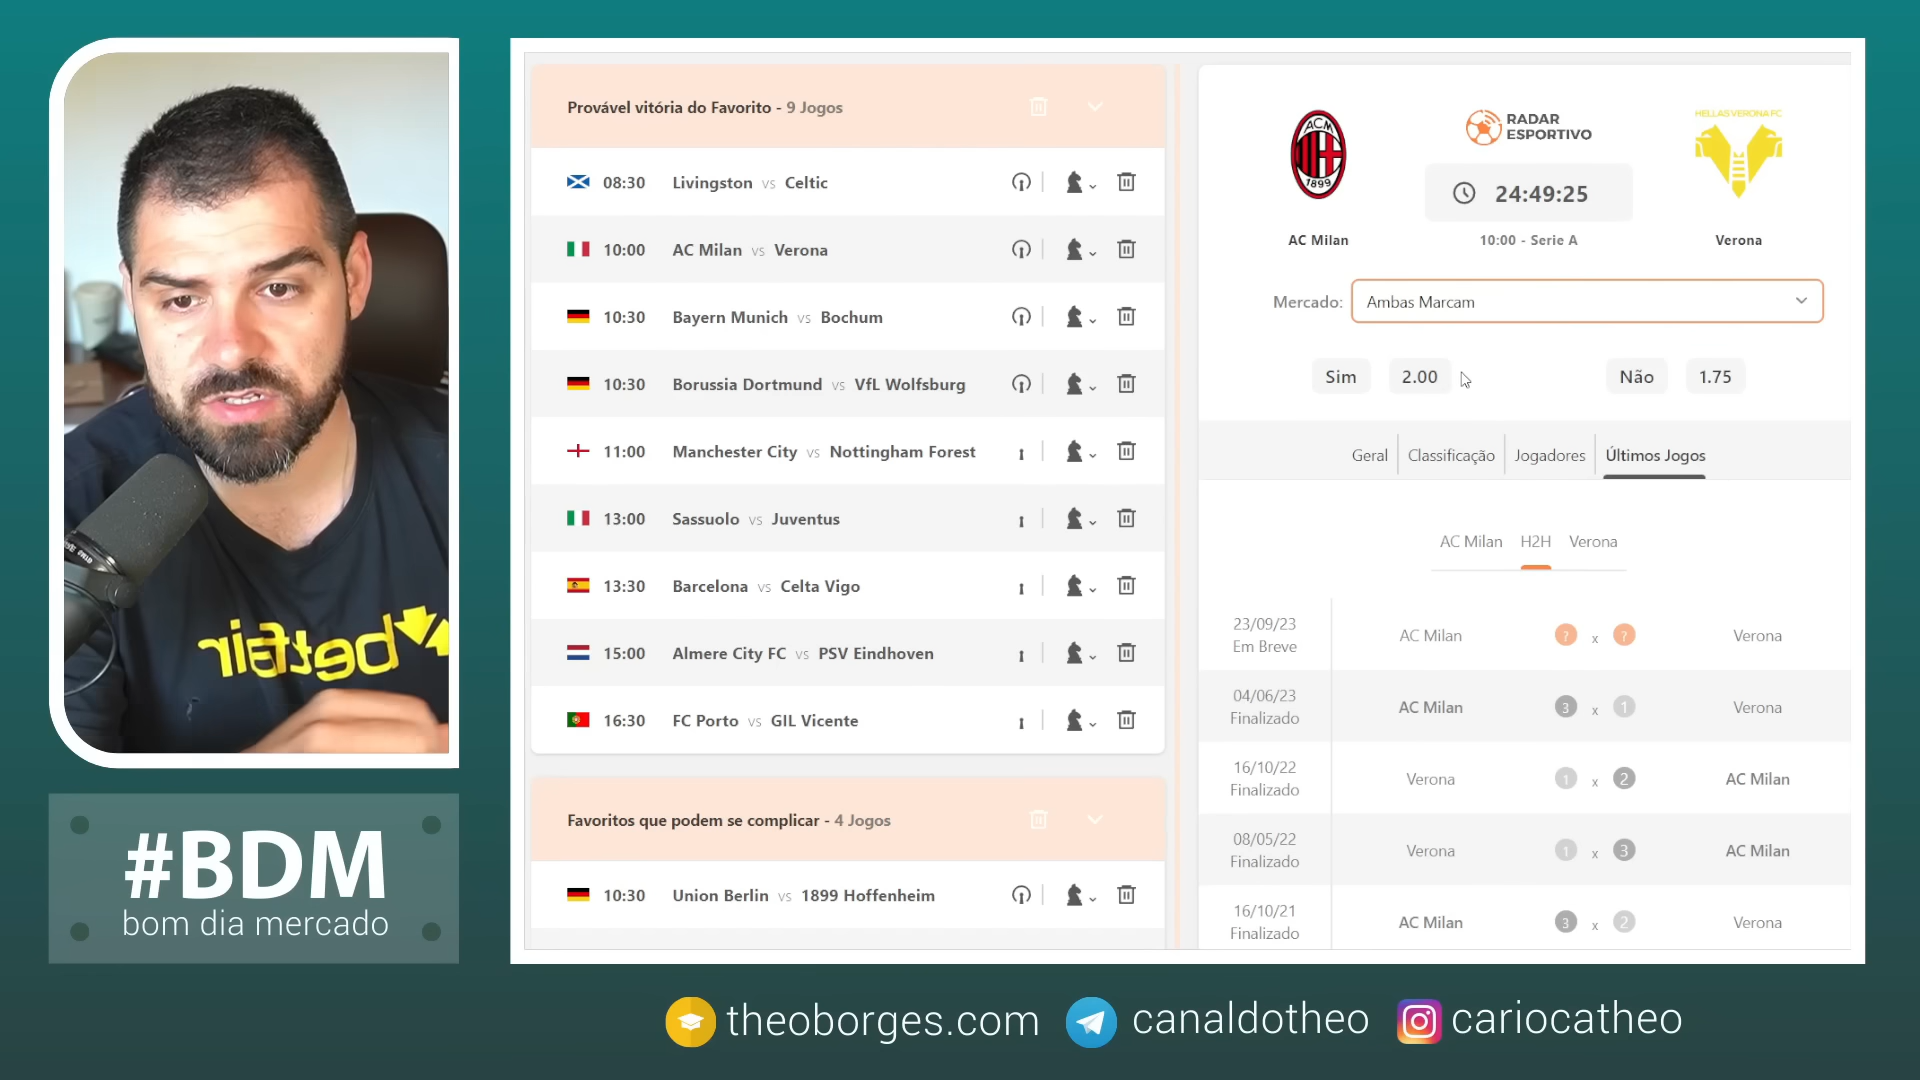 Provável vitória do Favorito - 9 Jogos
08:30 Livingston vs Celtic
10:00 AC Milan vs Verona
10:30 Bayern Munich vs Bochum
10:30 Borussia Dortmund vs VfL Wolfsburg
11:00 Manchester City vs Nottingham Forest
13:00 Sassuolo vs Juventus
13:30 Barcelona vs Celta Vigo
15:00 Almere City FC vs PSV Eindhoven
16:30 FC Porto vs GIL Vicente
Favoritos que podem se complicar - 4 Jogos
10:30 Union Berlin vs 1899 Hoffenheim
ACM
1899
RADAR
ESPORTIVO
HELLAS VERONA FC
24:49:25
AC Milan
10:00 - Serie A
Verona
Mercado: Ambas Marcam
Sim 2.00 Não 1.75
Geral Classificação Jogadores Últimos Jogos
AC Milan H2H Verona
23/09/23
Em Breve
AC Milan ? x ? Verona
04/06/23
Finalizado
AC Milan 3 x 1 Verona
16/10/22
Finalizado
Verona 1 x 2 AC Milan
08/05/22
Finalizado
Verona 1 x 3 AC Milan
16/10/21
Finalizado
AC Milan 3 x 2 Verona
betfair
#BDM
bom dia mercado
theoborges.com canaldotheo cariocatheo